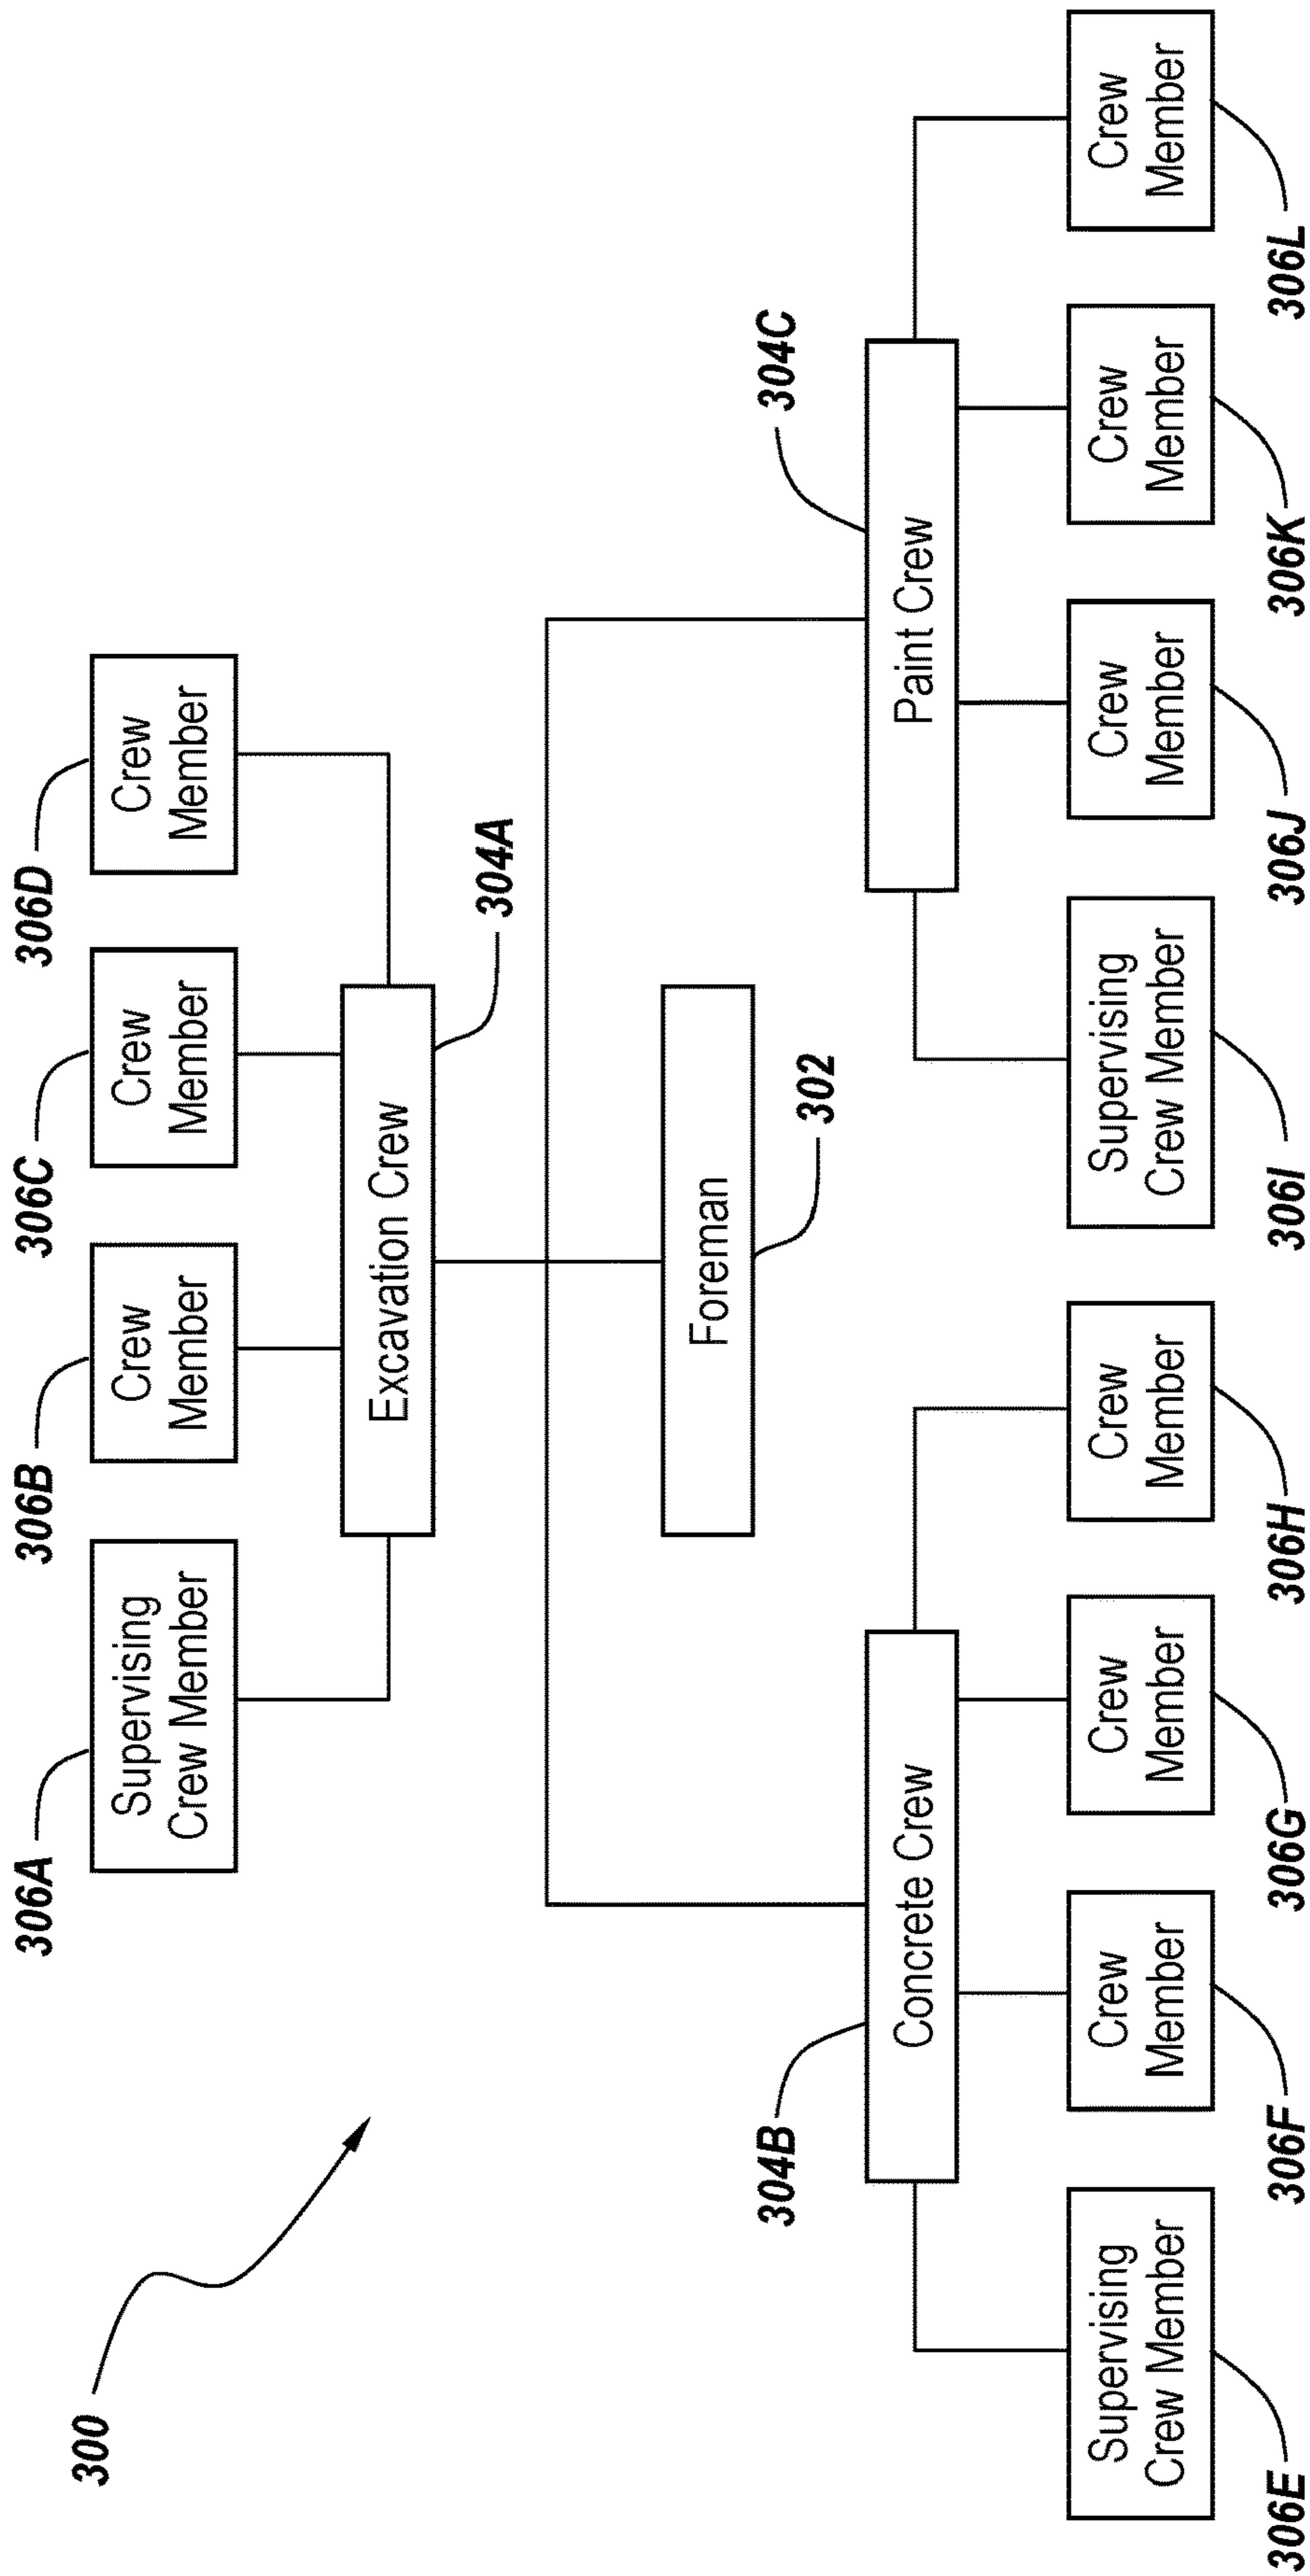 300
306A
306B
306C
306D
Supervising
Crew Member
Crew
Member
Crew
Member
Crew
Member
Excavation Crew
304A
Foreman
302
304B
304C
Concrete Crew
Paint Crew
Supervising
Crew Member
Crew
Member
Crew
Member
Crew
Member
Supervising
Crew Member
Crew
Member
Crew
Member
Crew
Member
306E
306F
306G
306H
306I
306J
306K
306L